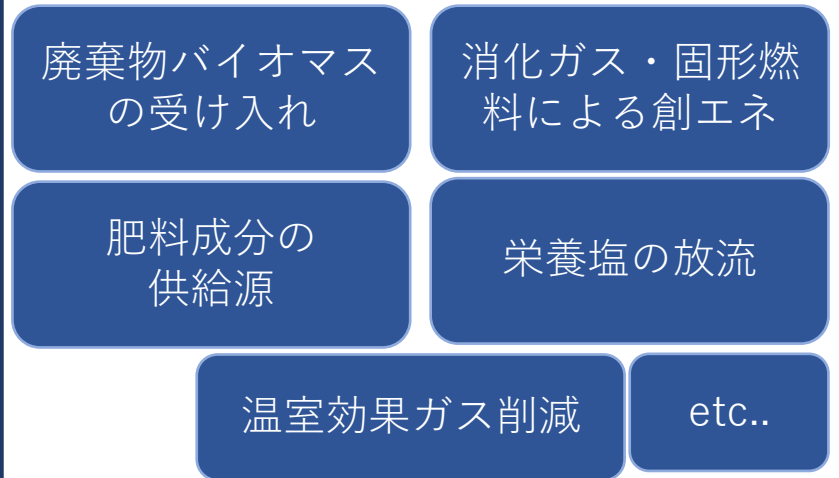 廃棄物バイオマス
の受け入れ
消化ガス・固形燃
料による創エネ
肥料成分の
供給源
栄養塩の放流
温室効果ガス削減
etc..